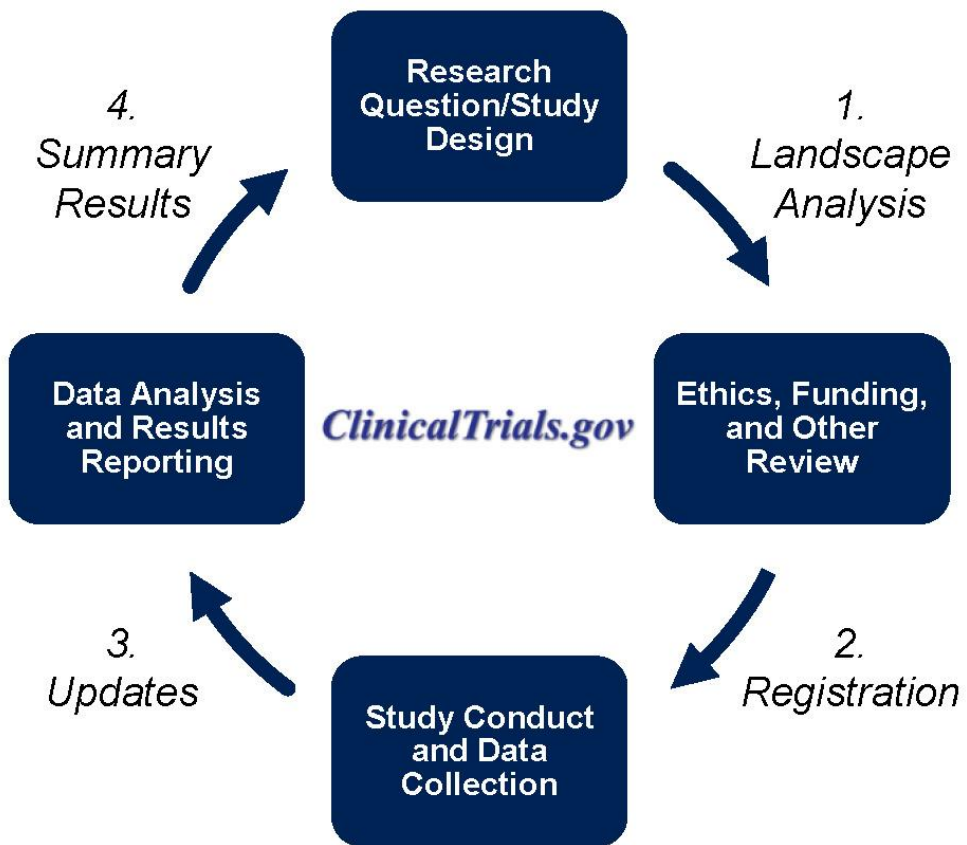 Research
Question/Study
Design
1.
Landscape
Analysis
Ethics, Funding,
and Other
Review
2.
Registration
Study Conduct
and Data
Collection
3.
Updates
Data Analysis
and Results
Reporting
4.
Summary
Results
ClinicalTrials.gov